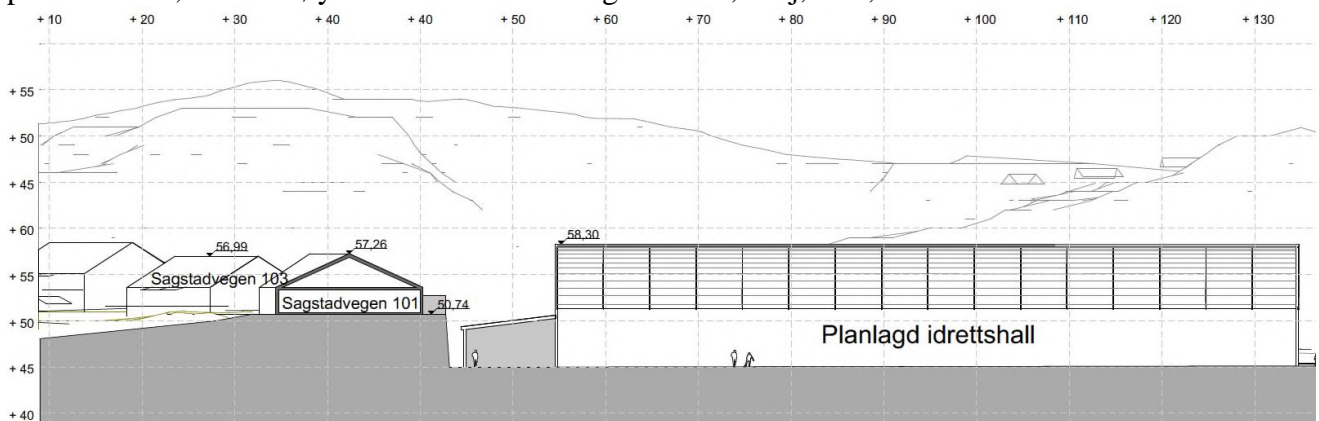 + 10 + 20 + 30 + 40 + 50 + 60 + 70 + 80 + 90 + 100 + 110 + 120 + 130
+ 55
+ 50
+ 45
+ 60
58,30
56,99 57,26
+ 55
Sagstadvegen 103
Sagstadvegen 101 50,74
+ 50
Planlagd idrettshall
+ 45
+ 40